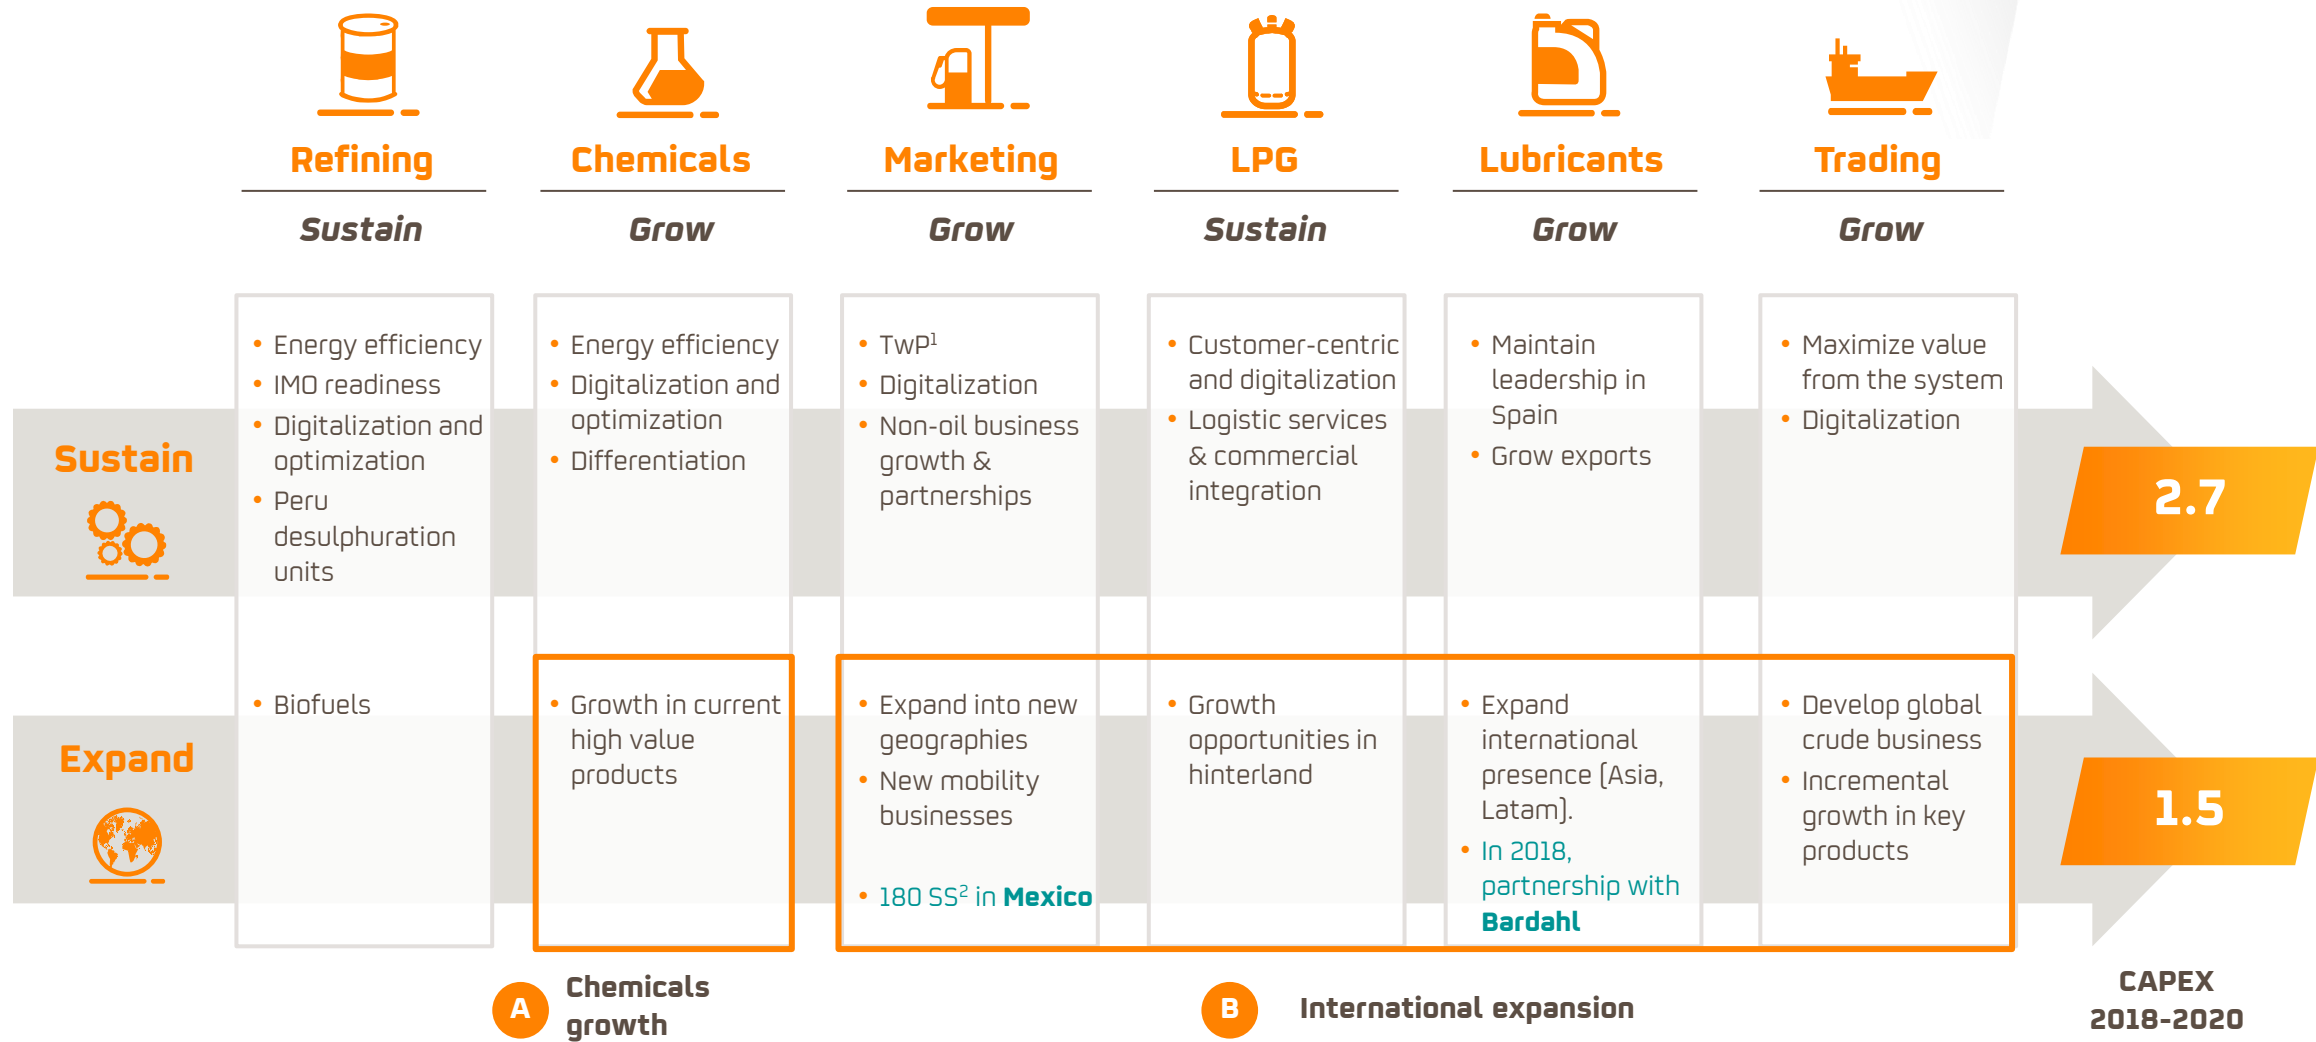 Refining
Chemicals
Marketing
LPG
Lubricants
Trading
Sustain
Grow
Grow
Sustain
Grow
Grow
Sustain
• Energy efficiency
• IMO readiness
• Digitalization and
optimization
• Peru
desulphuration
units
• Energy efficiency
• Digitalization and
optimization
• Differentiation
• TwP¹
• Digitalization
• Non-oil business
growth &
partnerships
• Customer-centric
and digitalization
• Logistic services
& commercial
integration
• Maintain
leadership in
Spain
• Grow exports
• Maximize value
from the system
• Digitalization
2.7
Expand
• Biofuels
• Growth in current
high value
products
• Expand into new
geographies
• New mobility
businesses
• 180 SS² in Mexico
• Growth
opportunities in
hinterland
• Expand
international
presence (Asia,
Latam).
• In 2018,
partnership with
Bardahl
• Develop global
crude business
• Incremental
growth in key
products
1.5
A
Chemicals
growth
B
International expansion
CAPEX
2018-2020